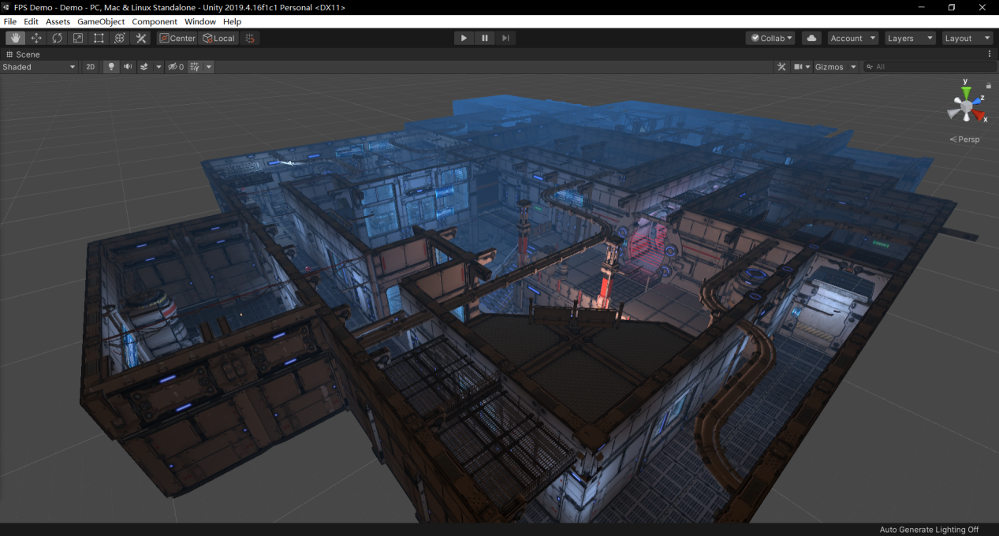 FPS Demo - Demo - PC, Mac & Linux Standalone - Unity 2019.4.16f1c1 Personal <DX11>
File Edit Assets GameObject Component Window Help
Center Local Collab Account Layers Layout
Scene
Shaded 2D 0 Gizmos All
y
z
x
Persp
Auto Generate Lighting Off